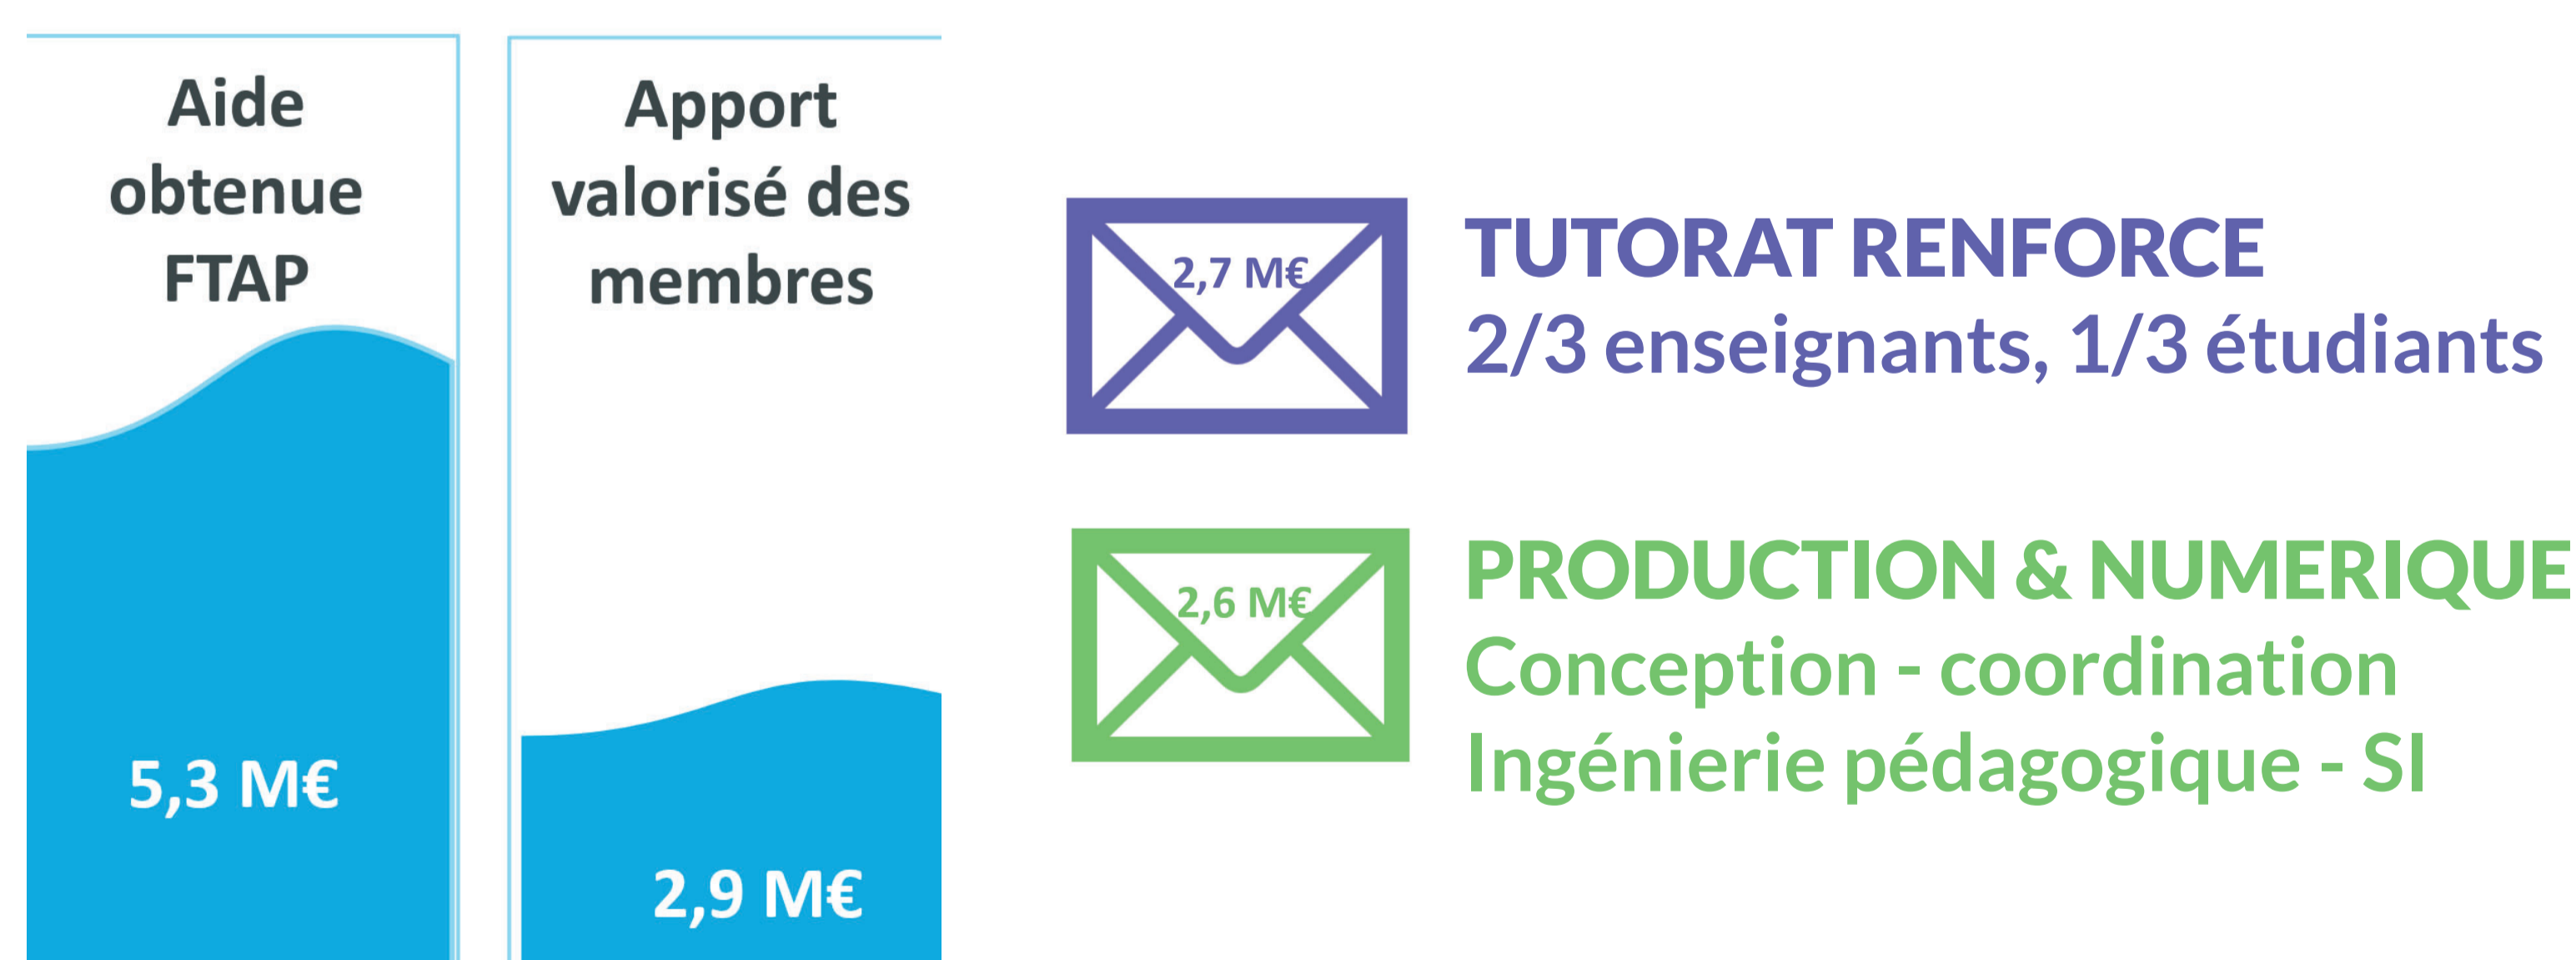 Aide
obtenue
FTAP
5,3 M€
Apport
valorisé des
membres
2,9 M€
2,7 M€
TUTORAT RENFORCE
2/3 enseignants, 1/3 étudiants
2,6 M€
PRODUCTION & NUMERIQUE
Conception - coordination
Ingénierie pédagogique - SI